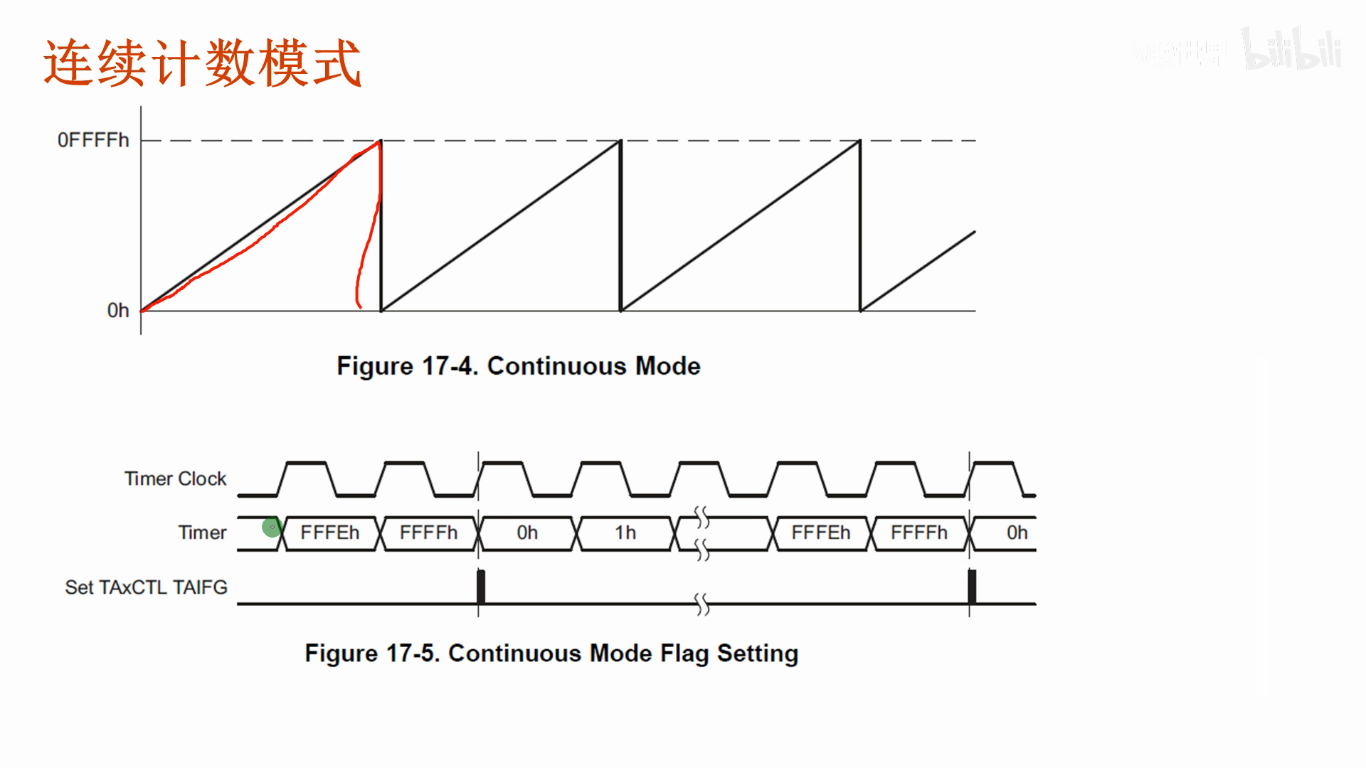 连续计数模式
bilibili
0FFFFh
0h
Figure 17-4. Continuous Mode
Timer Clock
Timer FFFEh FFFFh 0h 1h FFFEh FFFFh 0h
Set TAxCTL TAIFG
Figure 17-5. Continuous Mode Flag Setting